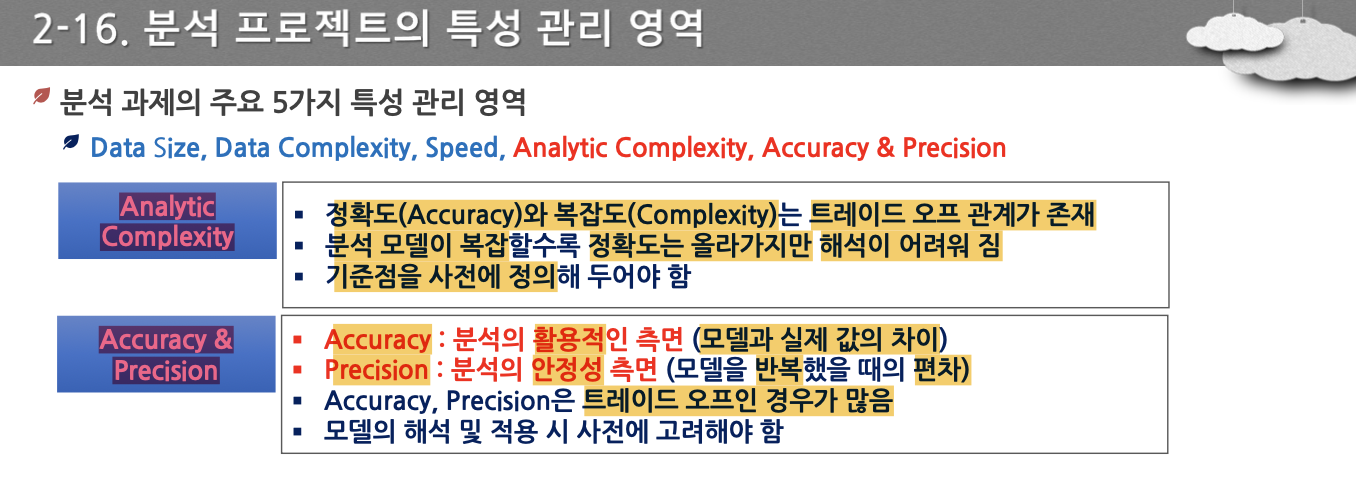 2-16. 분석 프로젝트의 특성 관리 영역
분석 과제의 주요 5가지 특성 관리 영역
Data Size, Data Complexity, Speed, Analytic Complexity, Accuracy & Precision
Analytic
Complexity
▪ 정확도(Accuracy)와 복잡도(Complexity)는 트레이드 오프 관계가 존재
▪ 분석 모델이 복잡할수록 정확도는 올라가지만 해석이 어려워 짐
▪ 기준점을 사전에 정의해 두어야 함
Accuracy &
Precision
▪ Accuracy : 분석의 활용적인 측면 (모델과 실제 값의 차이)
▪ Precision : 분석의 안정성 측면 (모델을 반복했을 때의 편차)
▪ Accuracy, Precision은 트레이드 오프인 경우가 많음
▪ 모델의 해석 및 적용 시 사전에 고려해야 함